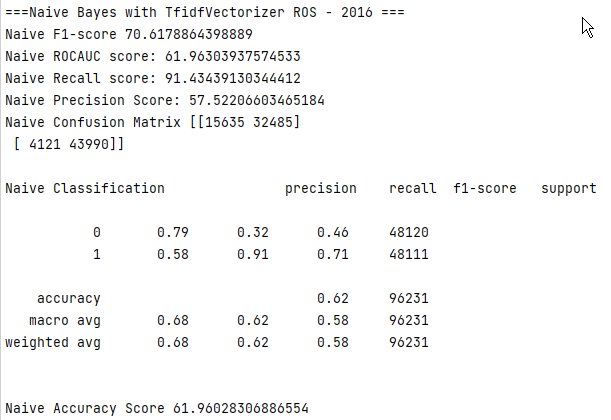 ===Naive Bayes with TfidfVectorizer ROS - 2016 ===
Naive F1-score 70.6178864398889
Naive ROCAUC score: 61.96303937574533
Naive Recall score: 91.43439130344412
Naive Precision Score: 57.52206603465184
Naive Confusion Matrix [[15635 32485]
[ 4121 43990]]
Naive Classification precision recall f1-score support
0 0.79 0.32 0.46 48120
1 0.58 0.91 0.71 48111
accuracy 0.62 96231
macro avg 0.68 0.62 0.58 96231
weighted avg 0.68 0.62 0.58 96231
Naive Accuracy Score 61.96028306886554